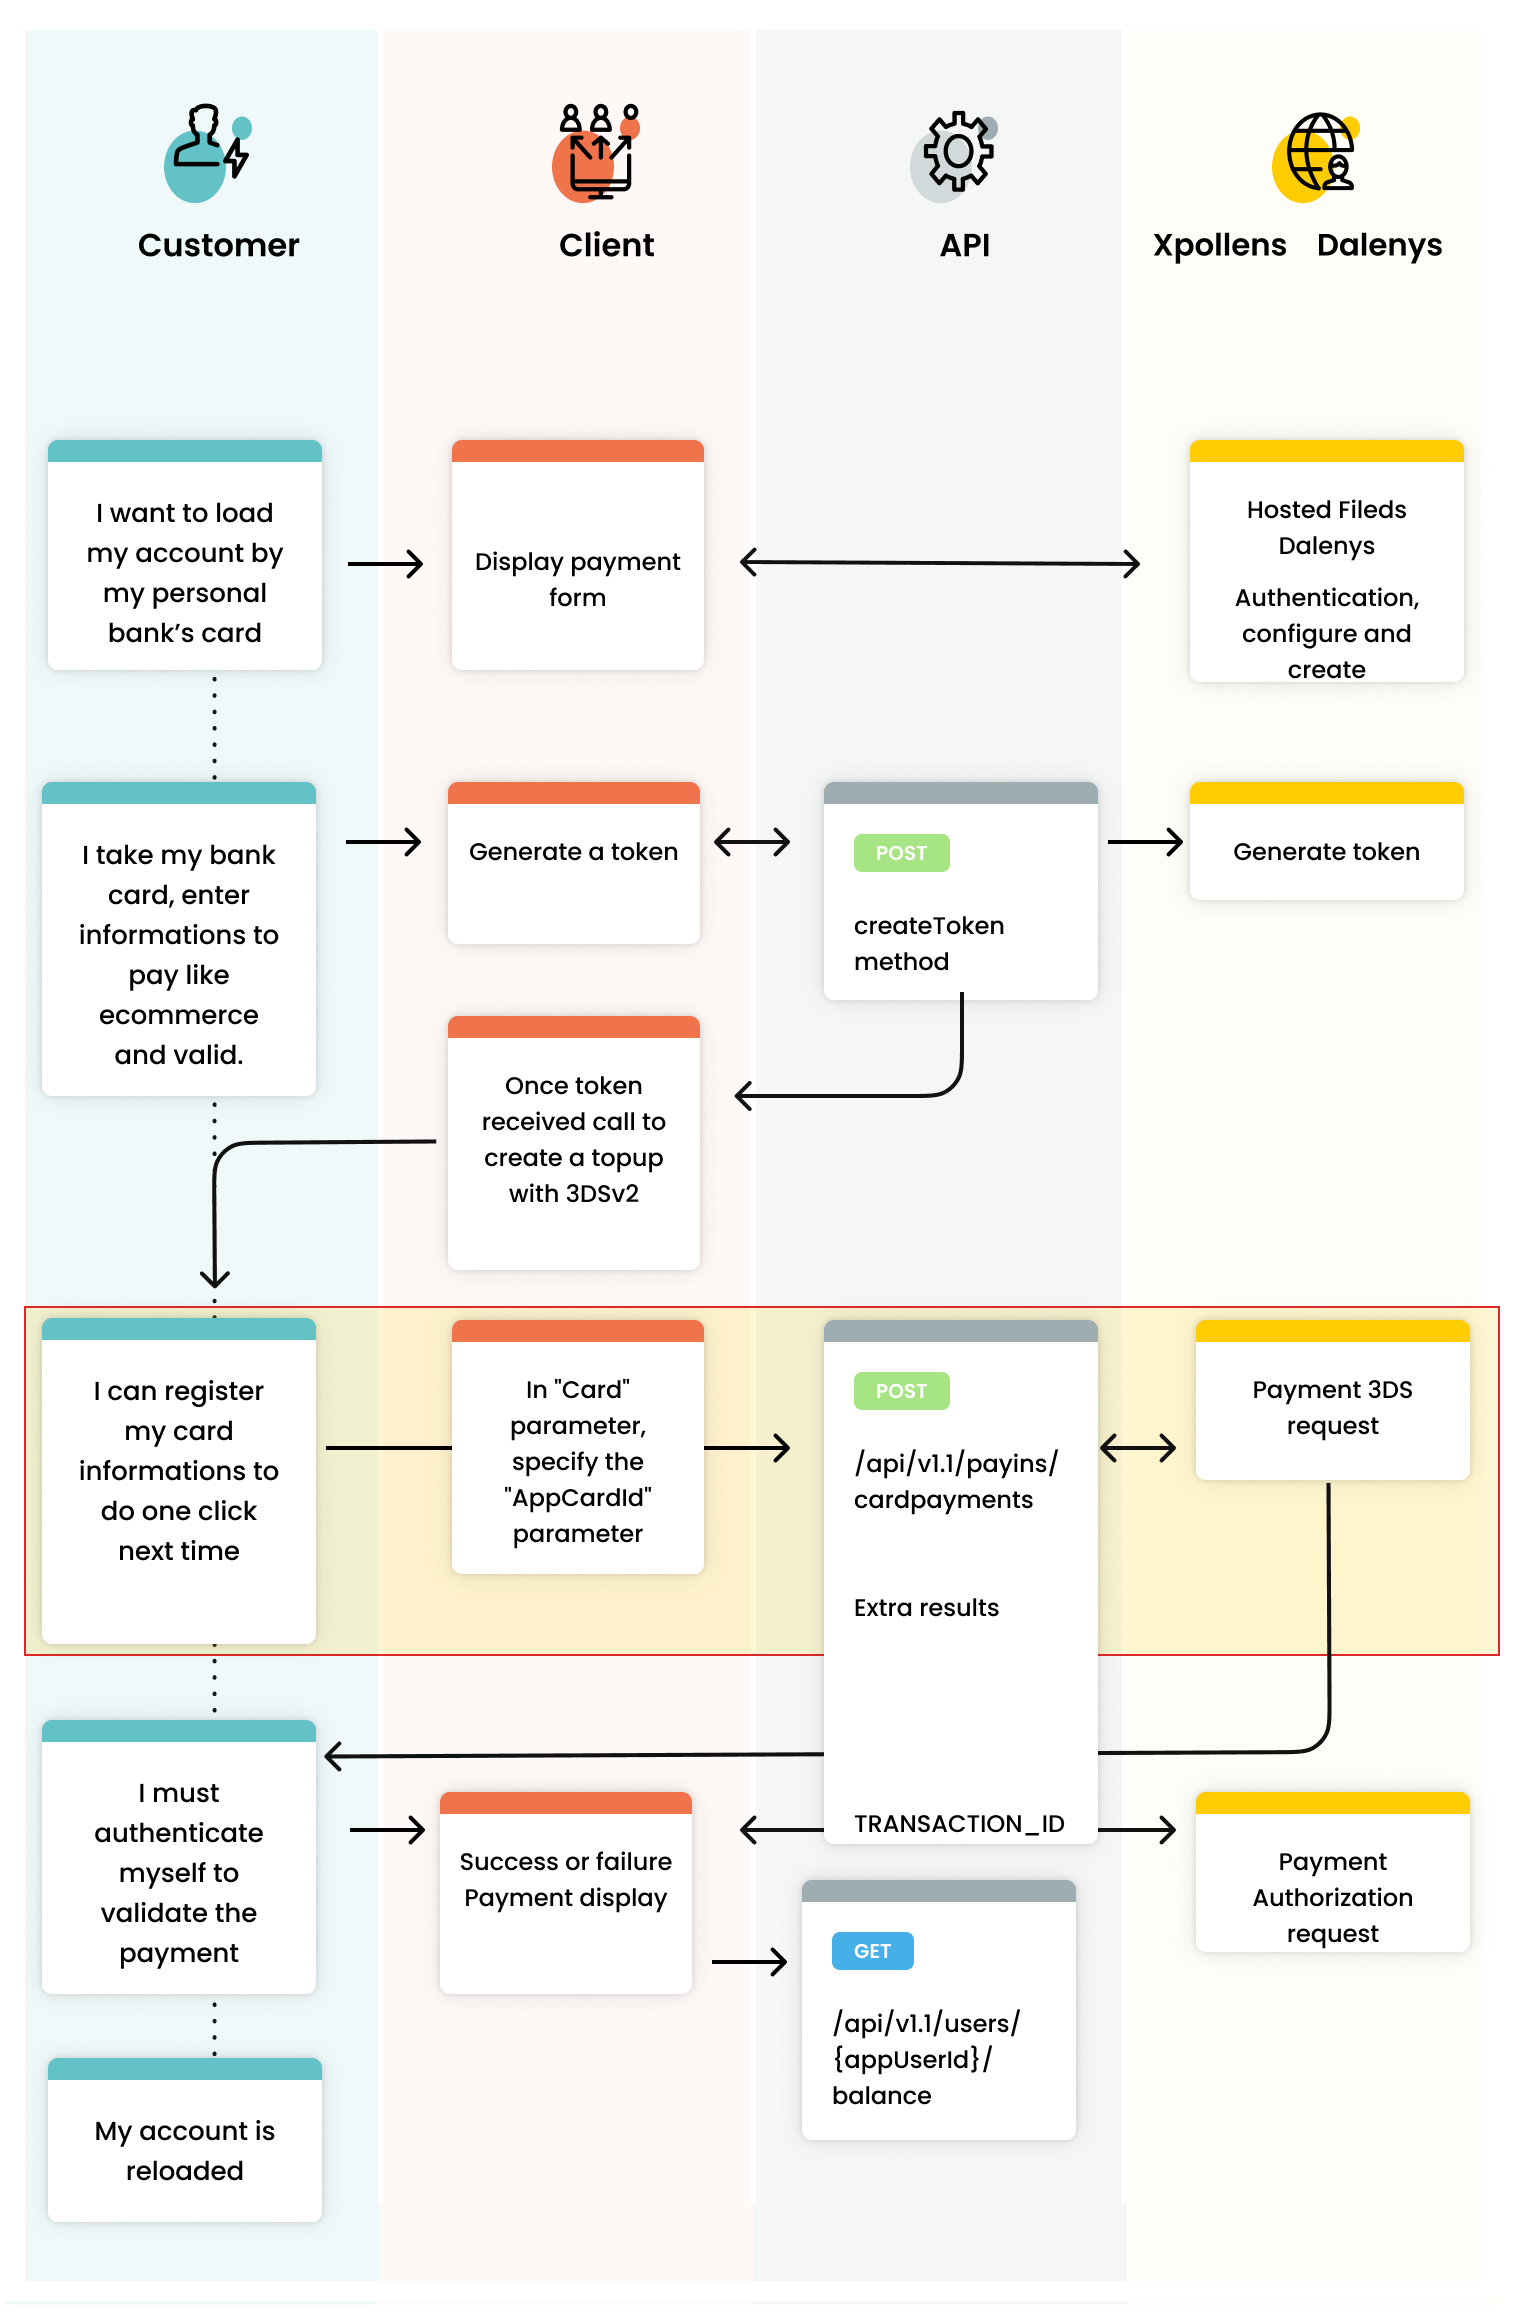 Customer
Client
API
Xpollens Dalenys
I want to load
my account by
my personal
bank’s card
Display payment
form
Hosted Fileds
Dalenys
Authentication,
configure and
create
I take my bank
card, enter
informations to
pay like
ecommerce
and valid.
Generate a token
POST
createToken
method
Generate token
Once token
received call to
create a topup
with 3DSv2
I can register
my card
informations to
do one click
next time
In "Card"
parameter,
specify the
"AppCardId"
parameter
POST
/api/v1.1/payins/
cardpayments
Extra results
TRANSACTION_ID
Payment 3DS
request
I must
authenticate
myself to
validate the
payment
Success or failure
Payment display
Payment
Authorization
request
GET
/api/v1.1/users/
{appUserId}/
balance
My account is
reloaded